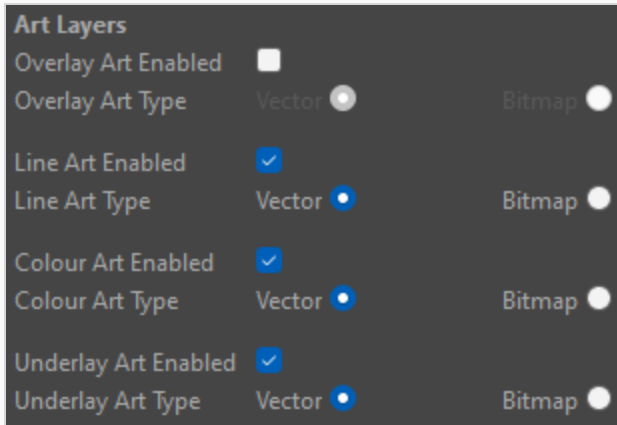 Art Layers
Overlay Art Enabled
Overlay Art Type Vector Bitmap
Line Art Enabled
Line Art Type Vector Bitmap
Colour Art Enabled
Colour Art Type Vector Bitmap
Underlay Art Enabled
Underlay Art Type Vector Bitmap